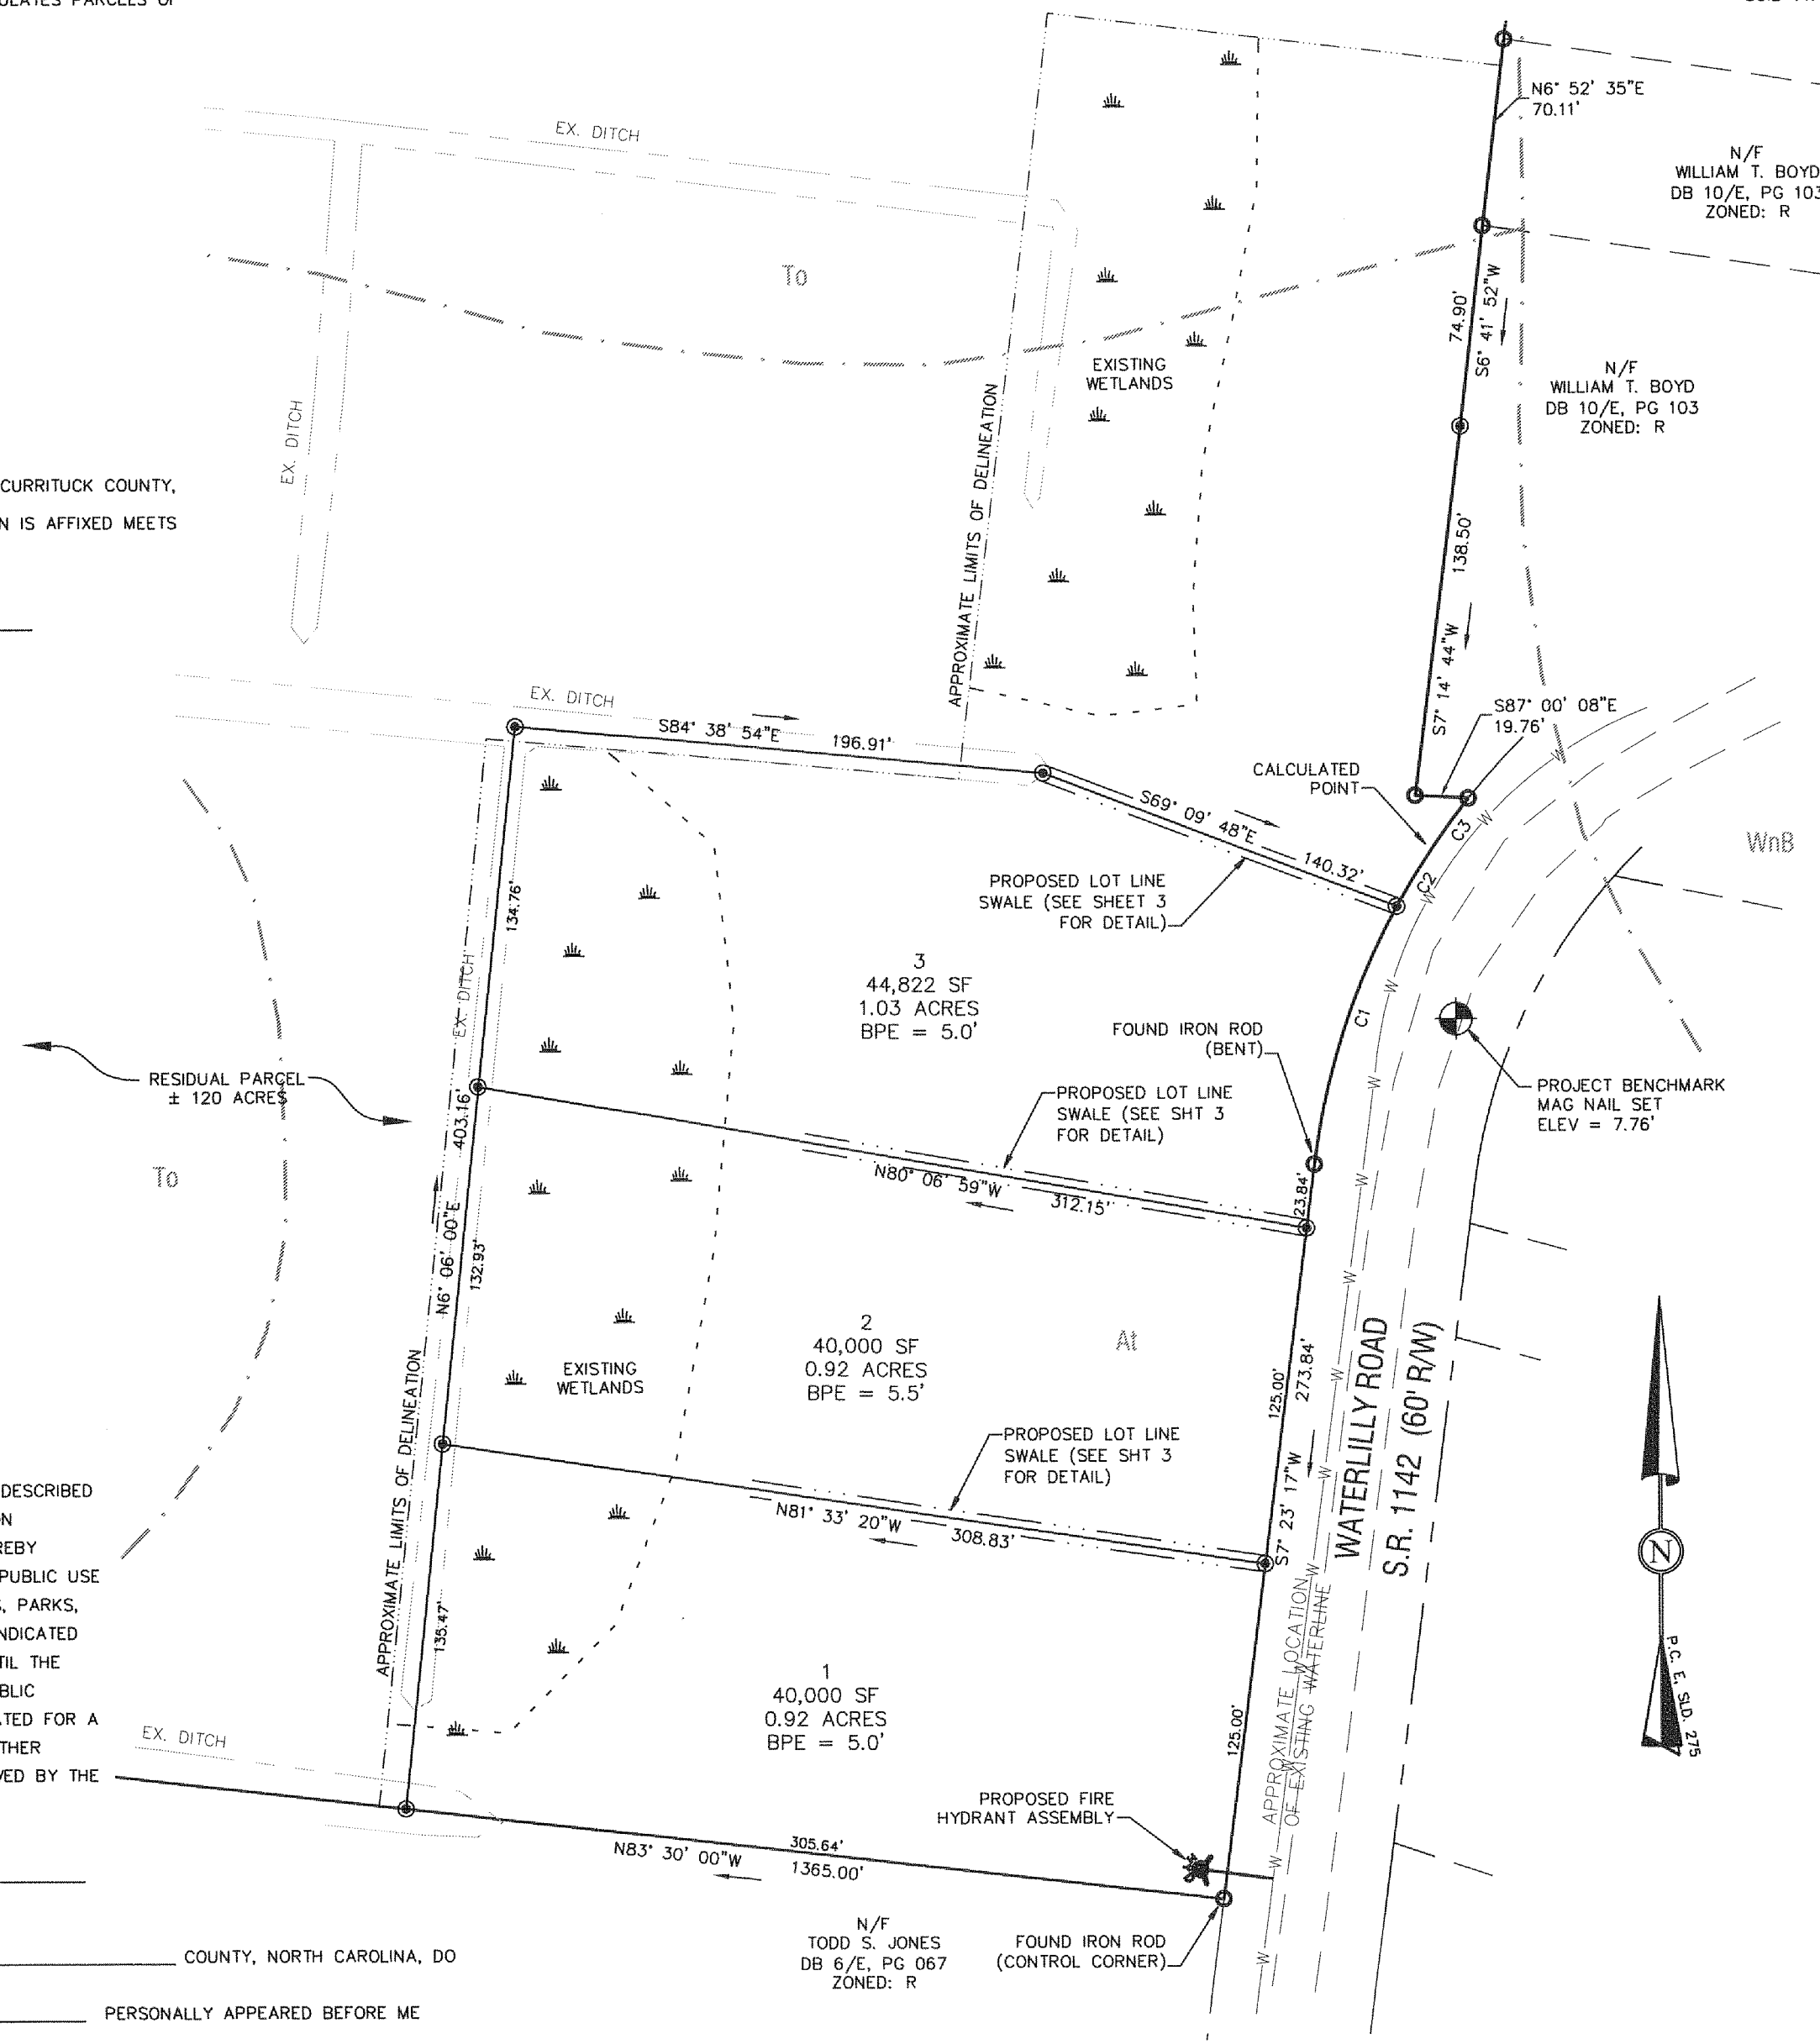 N6° 52' 35"E
70.11'
N/F
WILLIAM T. BOYD
DB 10/E, PG 103
ZONED: R
EX. DITCH
To
EX. DITCH
EXISTING
WETLANDS
APPROXIMATE LIMITS OF DELINEATION
74.90'
S6° 41' 52"W
N/F
WILLIAM T. BOYD
DB 10/E, PG 103
ZONED: R
138.50'
S7° 14' 44"W
CURRITUCK COUNTY,
IS AFFIXED MEETS
EX. DITCH
S84° 38' 54"E 196.91'
S87° 00' 08"E
19.76'
CALCULATED
POINT
S69° 09' 48"E 140.32'
C3
C2
C1
WnB
PROPOSED LOT LINE
SWALE (SEE SHEET 3
FOR DETAIL)
134.76'
EX. DITCH
3
44,822 SF
1.03 ACRES
BPE = 5.0'
FOUND IRON ROD
(BENT)
PROJECT BENCHMARK
MAG NAIL SET
ELEV = 7.76'
RESIDUAL PARCEL
± 120 ACRES
403.16'
N6° 06' 00"E
132.93'
To
PROPOSED LOT LINE
SWALE (SEE SHT 3
FOR DETAIL)
N80° 06' 59"W 312.15'
23.84'
2
40,000 SF
0.92 ACRES
BPE = 5.5'
At
EXISTING
WETLANDS
125.00'
273.84'
S7° 23' 17"W
WATERLILLY ROAD
S.R. 1142 (60' R/W)
PROPOSED LOT LINE
SWALE (SEE SHT 3
FOR DETAIL)
N81° 33' 20"W 308.83'
APPROXIMATE LIMITS OF DELINEATION
135.47'
1
40,000 SF
0.92 ACRES
BPE = 5.0'
125.00'
W APPROXIMATE LOCATION W
OF EXISTING WATERLINE
N
P.C. E, SLD. 275
DESCRIBED
PUBLIC USE
PARKS,
THE
FOR A
BY THE
EX. DITCH
PROPOSED FIRE
HYDRANT ASSEMBLY
305.64'
N83° 30' 00"W 1365.00'
N/F
TODD S. JONES
DB 6/E, PG 067
ZONED: R
FOUND IRON ROD
(CONTROL CORNER)
COUNTY, NORTH CAROLINA, DO
PERSONALLY APPEARED BEFORE ME